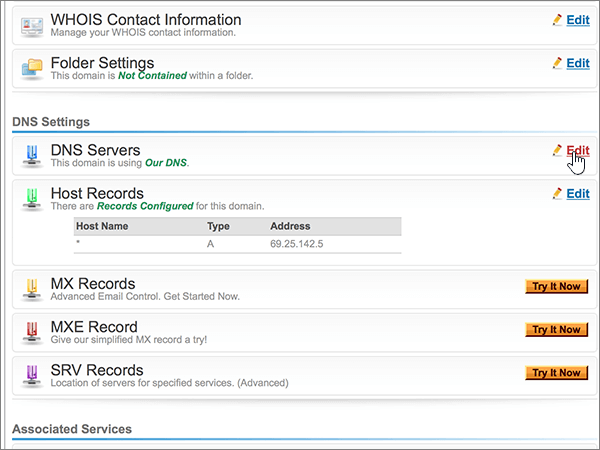 WHOIS Contact Information
Edit
Manage your WHOIS contact information.
Folder Settings
Edit
This domain is Not Contained within a folder.
DNS Settings
DNS Servers
Edit
This domain is using Our DNS.
Host Records
Edit
There are Records Configured for this domain.
Host Name Type Address
* A 69.25.142.5
MX Records
Try It Now
Advanced Email Control. Get Started Now.
MXE Record
Try It Now
Give our simplified MX record a try!
SRV Records
Try It Now
Location of servers for specified services. (Advanced)
Associated Services